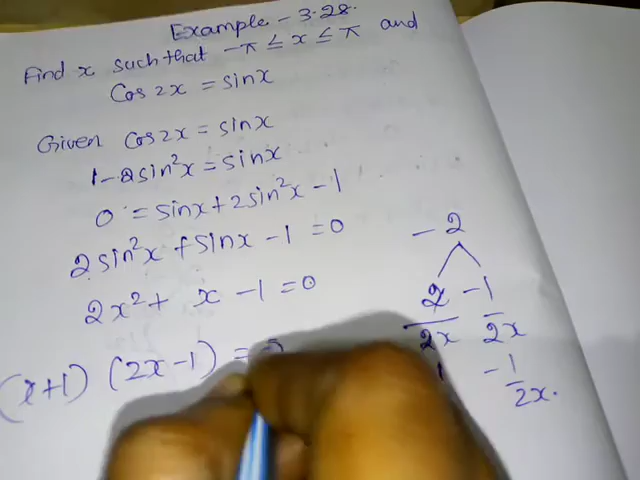 Example - 3.28.
Find x such that -π ≤ x ≤ π and
Cos 2x = sinx
Given Cos2x = sinx
1 - 2sin²x = sinx
0 = sinx + 2sin²x - 1
2sin²x + sinx - 1 = 0
2x² + x - 1 = 0
(x+1) (2x-1) =
-2
2 -1
2x 2x
1 -1
2x.